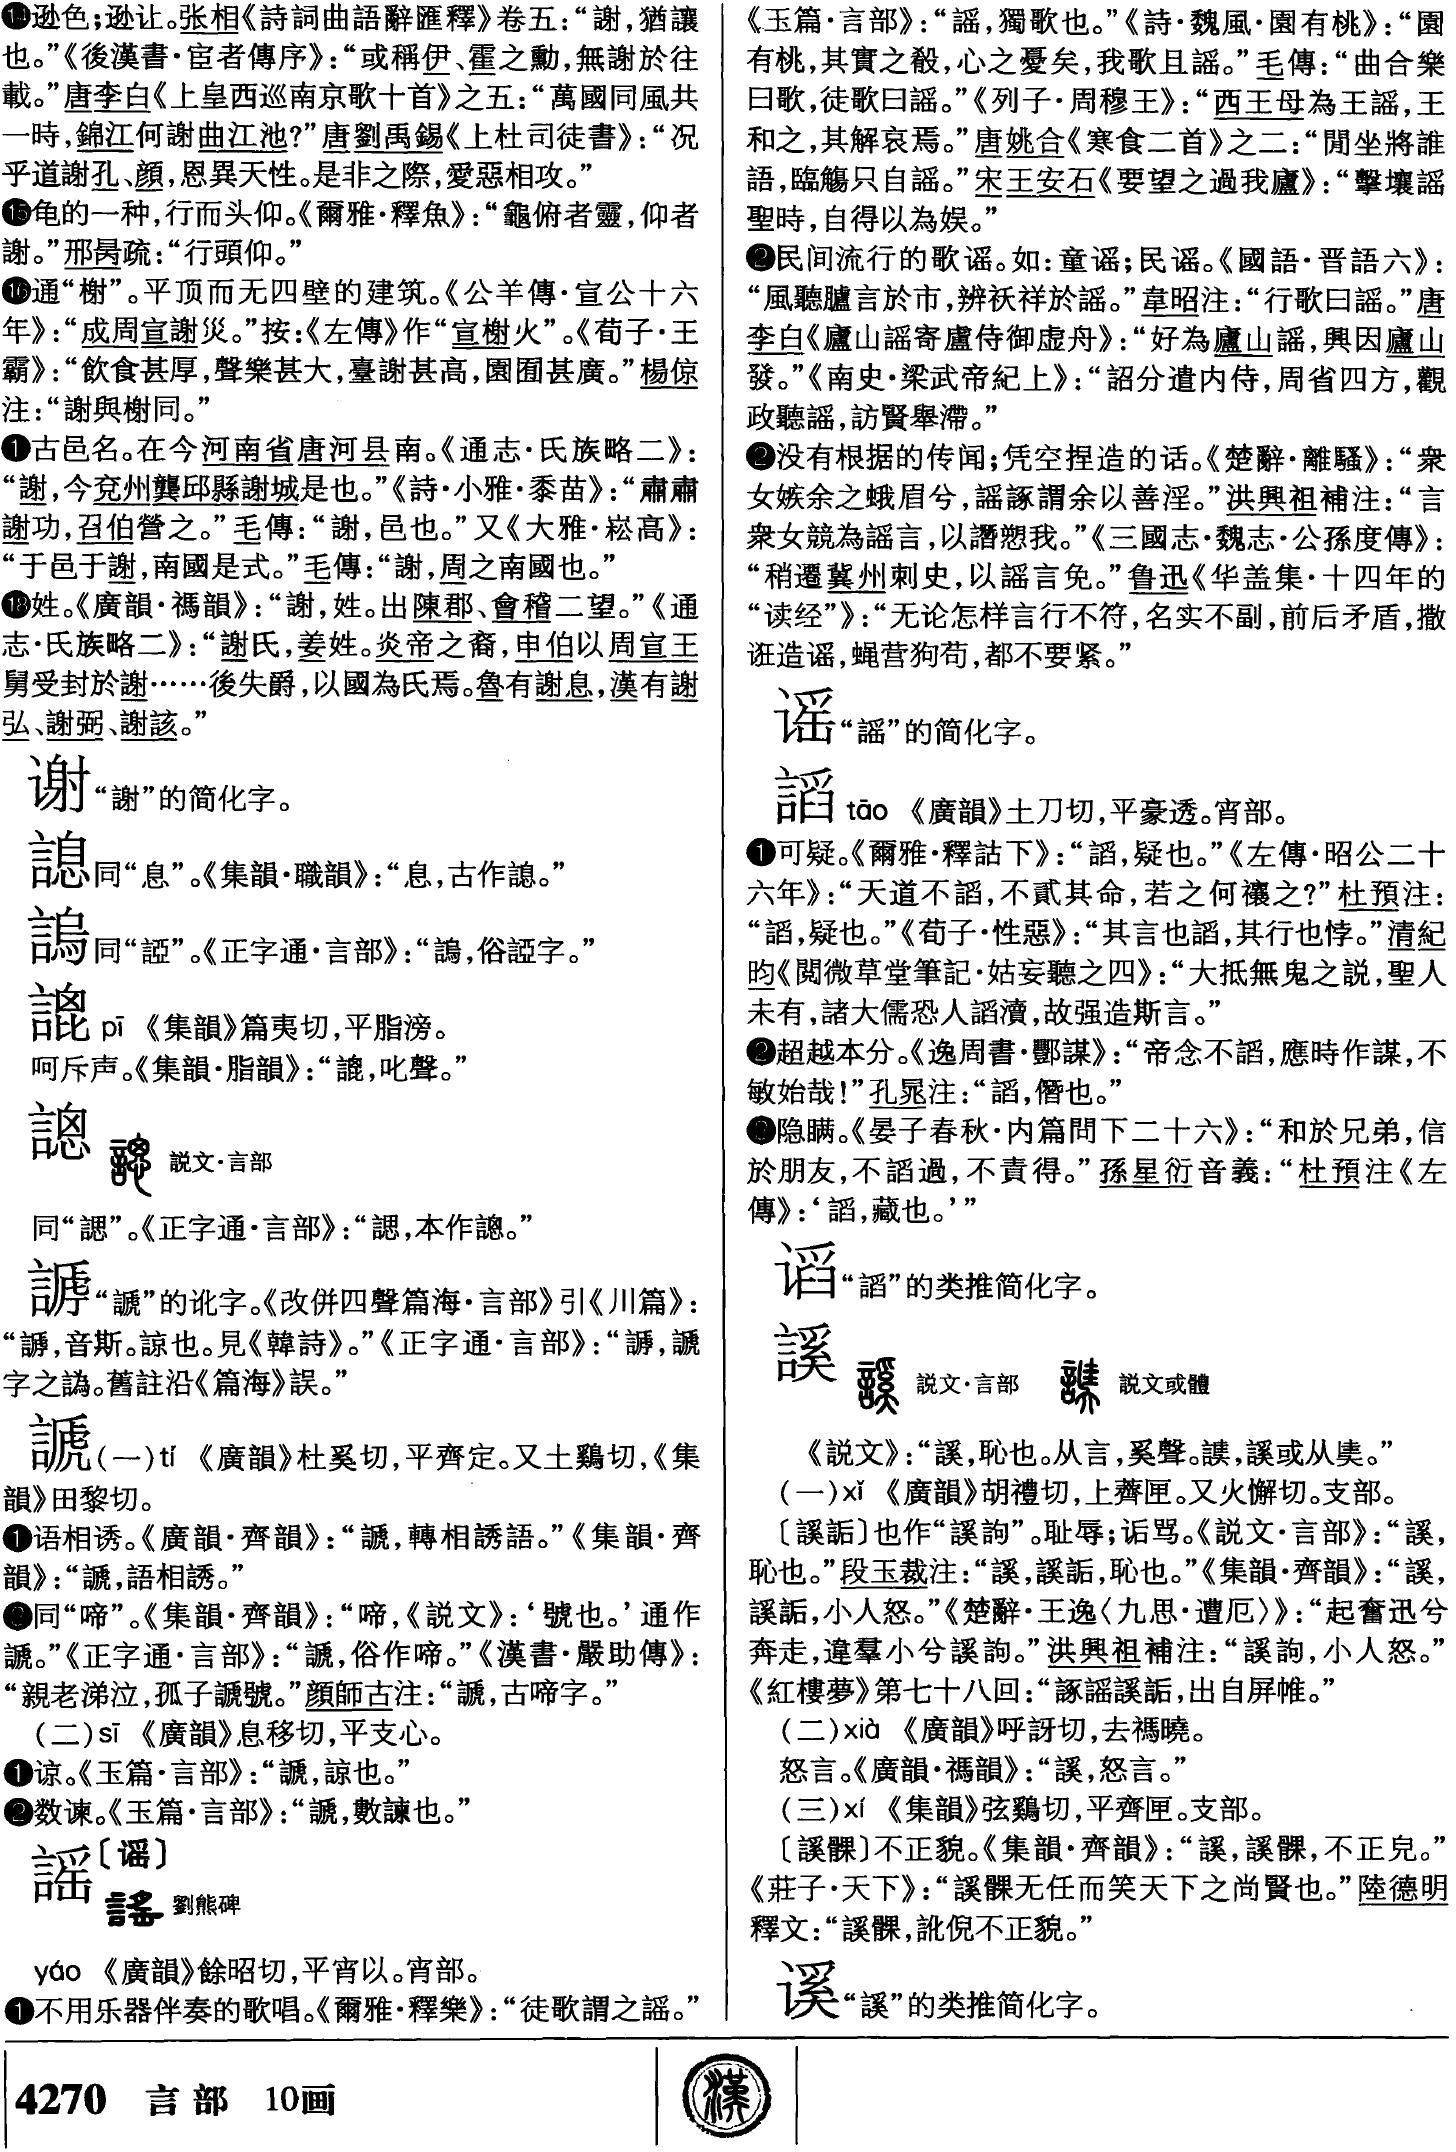 ⓮逊色;逊让。张相《詩詞曲語辭匯釋》卷五:“謝,猶讓
也。”《後漢書·宦者傳序》:“或稱伊、霍之勳,無謝於往
載。”唐李白《上皇西巡南京歌十首》之五:“萬國同風共
一時,錦江何謝曲江池?”唐劉禹錫《上杜司徒書》:“况
乎道謝孔、顔,恩異天性。是非之際,愛惡相攻。”
⓯龟的一种,行而头仰。《爾雅·釋魚》:“龜俯者靈,仰者
謝。”邢昺疏:“行頭仰。”
⓰通“榭”。平顶而无四壁的建筑。《公羊傳·宣公十六
年》:“成周宣謝災。”按:《左傳》作“宣榭火”。《荀子·王
霸》:“飲食甚厚,聲樂甚大,臺謝甚高,園囿甚廣。”楊倞
注:“謝與榭同。”
❶古邑名。在今河南省唐河县南。《通志·氏族略二》:
“謝,今兗州龔邱縣謝城是也。”《詩·小雅·黍苗》:“肅肅
謝功,召伯營之。”毛傳:“謝,邑也。”又《大雅·崧高》:
“于邑于謝,南國是式。”毛傳:“謝,周之南國也。”
⓲姓。《廣韻·禡韻》:“謝,姓。出陳郡、會稽二望。”《通
志·氏族略二》:“謝氏,姜姓。炎帝之裔,申伯以周宣王
舅受封於謝……後失爵,以國為氏焉。魯有謝息,漢有謝
弘、謝弼、謝該。”
谢“謝”的简化字。
謥同“息”。《集韻·職韻》:“息,古作。”
䥈同“䛩”。《正字通·言部》:“,俗字。”
pī 《集韻》篇夷切,平脂滂。
呵斥声。《集韻·脂韻》:“,叱聲。”
説文·言部
同“諰”。《正字通·言部》:“諰,本作。”
“謕”的讹字。《改併四聲篇海·言部》引《川篇》:
“,音斯。諒也。見《韓詩》。”《正字通·言部》:“,謕
字之譌。舊註沿《篇海》誤。”
謕(一)tí 《廣韻》杜奚切,平齊定。又土鷄切,《集
韻》田黎切。
❶语相诱。《廣韻·齊韻》:“謕,轉相誘語。”《集韻·齊
韻》:“謕,語相誘。”
❷同“啼”。《集韻·齊韻》:“啼,《説文》:‘號也。’通作
謕。”《正字通·言部》:“謕,俗作啼。”《漢書·嚴助傳》:
“親老涕泣,孤子謕號。”顔師古注:“謕,古啼字。”
(二)sī 《廣韻》息移切,平支心。
❶谅。《玉篇·言部》:“謕,諒也。”
❷数谏。《玉篇·言部》:“謕,數諫也。”
謡〔谣〕
劉熊碑
yáo 《廣韻》餘昭切,平宵以。宵部。
❶不用乐器伴奏的歌唱。《爾雅·釋樂》:“徒歌謂之謡。”
《玉篇·言部》:“謡,獨歌也。”《詩·魏風·園有桃》:“園
有桃,其實之殽,心之憂矣,我歌且謡。”毛傳:“曲合樂
曰歌,徒歌曰謡。”《列子·周穆王》:“西王母為王謡,王
和之,其解哀焉。”唐姚合《寒食二首》之二:“閒坐將誰
語,臨觴只自謡。”宋王安石《要望之過我廬》:“擊壤謡
聖時,自得以為娱。”
❷民间流行的歌谣。如:童谣;民谣。《國語·晋語六》:
“風聽臚言於市,辨袄祥於謡。”韋昭注:“行歌曰謡。”唐
李白《廬山謡寄盧侍御虚舟》:“好為廬山謡,興因廬山
發。”《南史·梁武帝紀上》:“詔分遣内侍,周省四方,觀
政聽謡,訪賢舉滯。”
❷没有根据的传闻;凭空捏造的话。《楚辭·離騷》:“衆
女嫉余之蛾眉兮,謡諑謂余以善淫。”洪興祖補注:“言
衆女競為謡言,以譖愬我。”《三國志·魏志·公孫度傳》:
“稍遷冀州刺史,以謡言免。”鲁迅《华盖集·十四年的
“读经”》:“无论怎样言行不符,名实不副,前后矛盾,撒
诳造谣,蝇营狗苟,都不要紧。”
谣“謡”的简化字。
謟 tāo 《廣韻》土刀切,平豪透。宵部。
❶可疑。《爾雅·釋詁下》:“謟,疑也。”《左傳·昭公二十
六年》:“天道不謟,不貳其命,若之何禳之?”杜預注:
“謟,疑也。”《荀子·性惡》:“其言也謟,其行也悖。”清紀
昀《閲微草堂筆記·姑妄聽之四》:“大抵無鬼之説,聖人
未有,諸大儒恐人謟瀆,故强造斯言。”
❷超越本分。《逸周書·酆謀》:“帝念不謟,應時作謀,不
敏始哉!”孔晁注:“謟,僭也。”
❸隐瞒。《晏子春秋·内篇問下二十六》:“和於兄弟,信
於朋友,不謟過,不責得。”孫星衍音義:“杜預注《左
傳》:‘謟,藏也。’”
“謟”的类推简化字。
謑 説文·言部 説文或體
《説文》:“謑,恥也。从言,奚聲。,謑或从𡕢。”
(一)xǐ 《廣韻》胡禮切,上薺匣。又火懈切。支部。
〔謑詬〕也作“謑訽”。耻辱;诟骂。《説文·言部》:“謑,
恥也。”段玉裁注:“謑,謑詬,恥也。”《集韻·齊韻》:“謑,
謑詬,小人怒。”《楚辭·王逸〈九思·遭厄〉》:“起奮迅兮
奔走,違羣小兮謑訽。”洪興祖補注:“謑訽,小人怒。”
《紅樓夢》第七十八回:“諑謡謑詬,出自屏帷。”
(二)xià 《廣韻》呼訝切,去禡曉。
怒言。《廣韻·禡韻》:“謑,怒言。”
(三)xí 《集韻》弦鷄切,平齊匣。支部。
〔謑髁〕不正貌。《集韻·齊韻》:“謑,謑髁,不正皃。”
《莊子·天下》:“謑髁无任而笑天下之尚賢也。”陸德明
釋文:“謑髁,訛倪不正貌。”
“謑”的类推简化字。
4270 言部 10画
漢